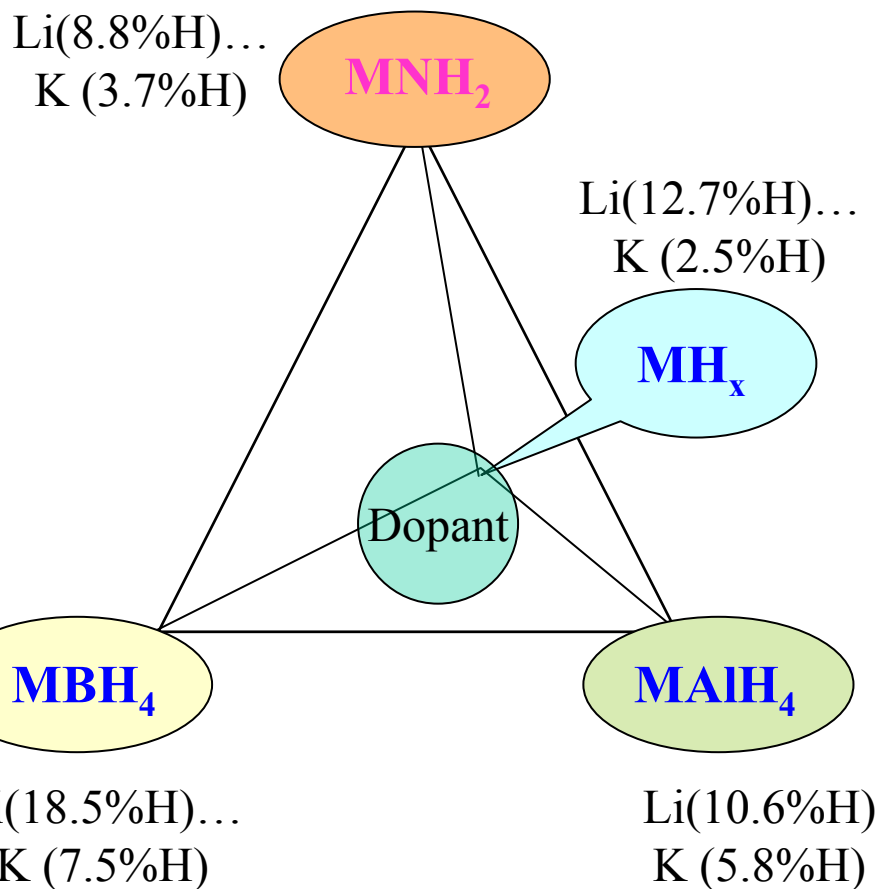 Li(8.8%H)…
K (3.7%H)
MNH₂
Li(12.7%H)…
K (2.5%H)
MHₓ
Dopant
MBH₄
MAlH₄
(18.5%H)…
K (7.5%H)
Li(10.6%H)
K (5.8%H)